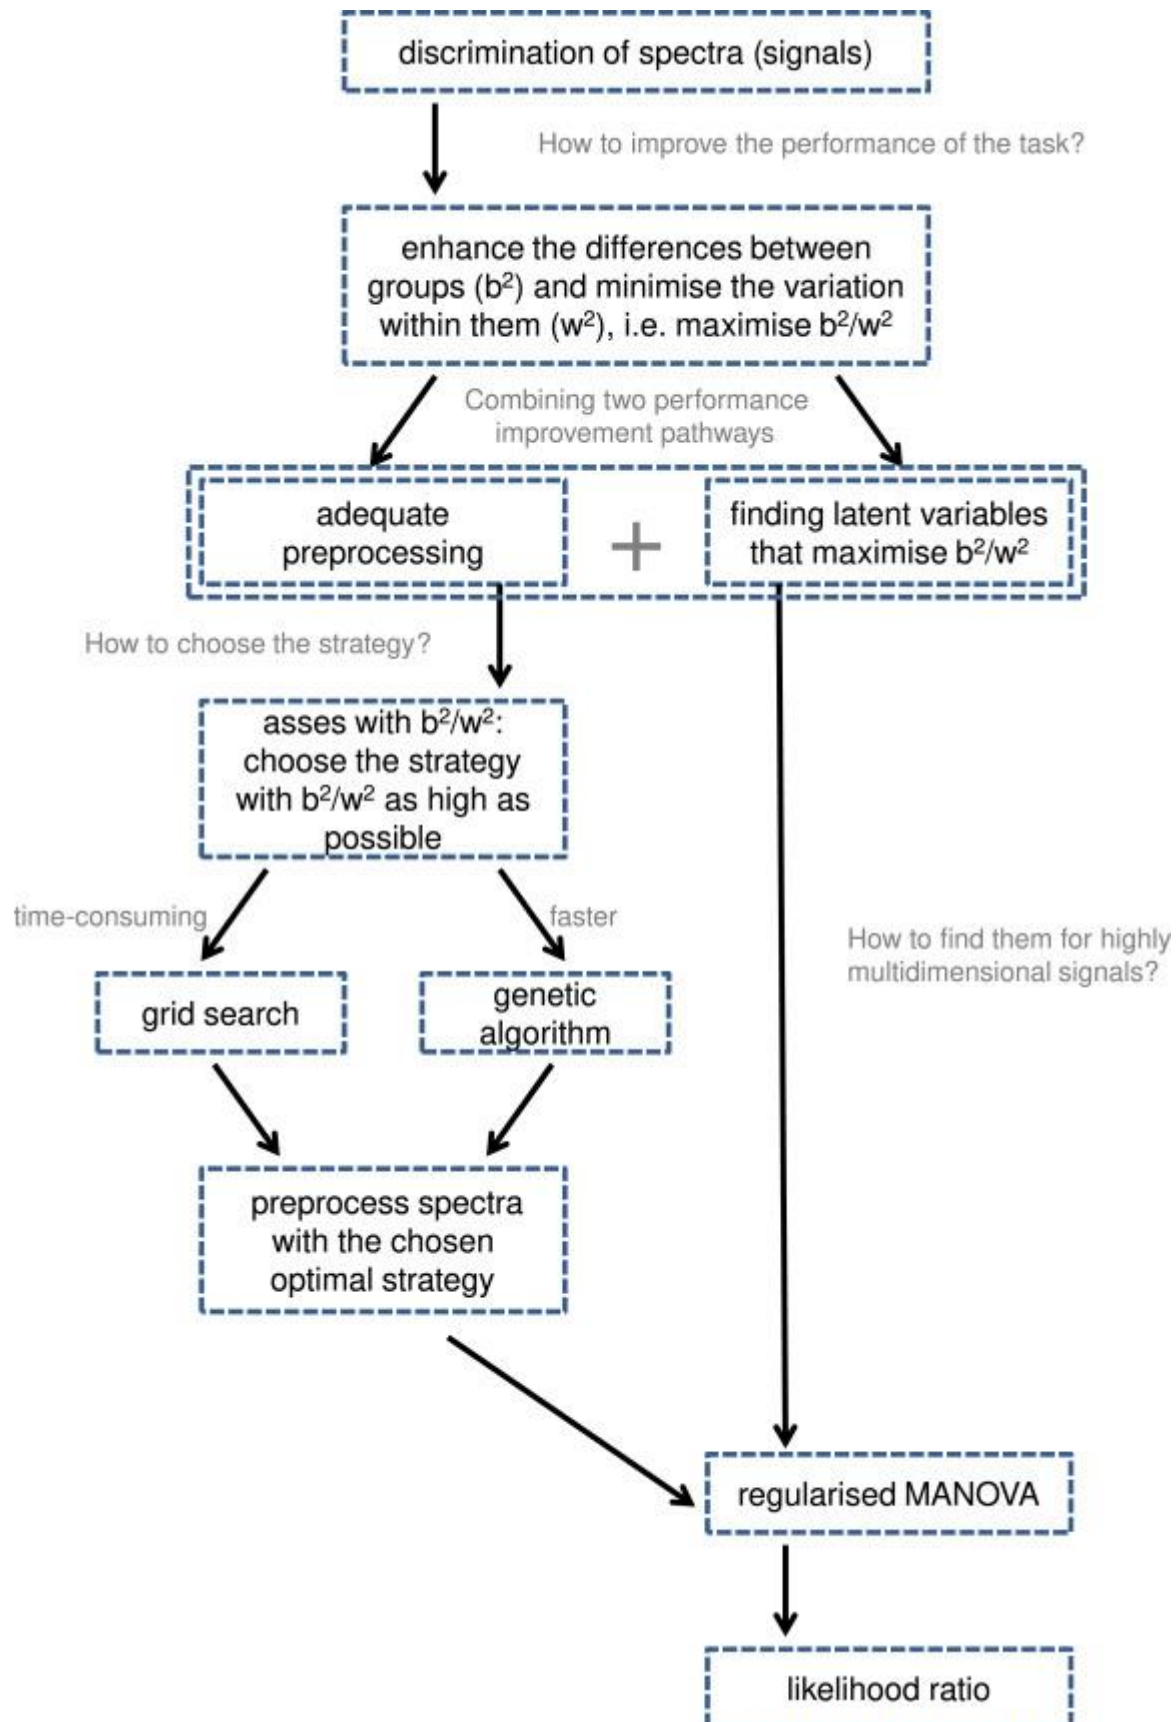 discrimination of spectra (signals)
How to improve the performance of the task?
enhance the differences between
groups (b²) and minimise the variation
within them (w²), i.e. maximise b²/w²
Combining two performance
improvement pathways
adequate
preprocessing
+
finding latent variables
that maximise b²/w²
How to choose the strategy?
asses with b²/w²:
choose the strategy
with b²/w² as high as
possible
time-consuming
faster
How to find them for highly
multidimensional signals?
grid search
genetic
algorithm
preprocess spectra
with the chosen
optimal strategy
regularised MANOVA
likelihood ratio